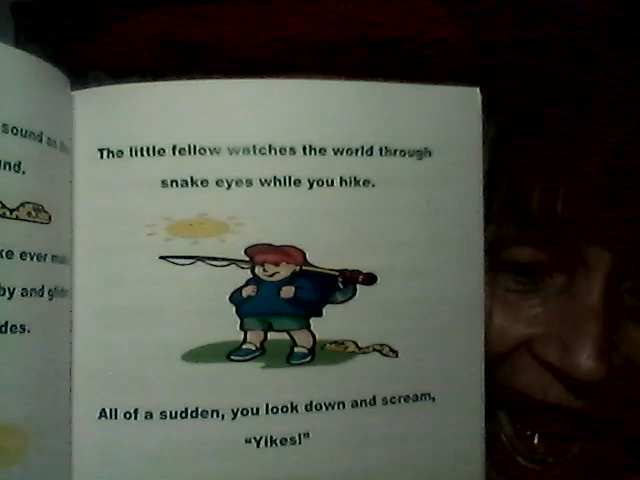 sound as
nd.
ke ever
by and
des.
The little fellow watches the world through
snake eyes while you hike.
All of a sudden, you look down and scream,
“Yikes!”